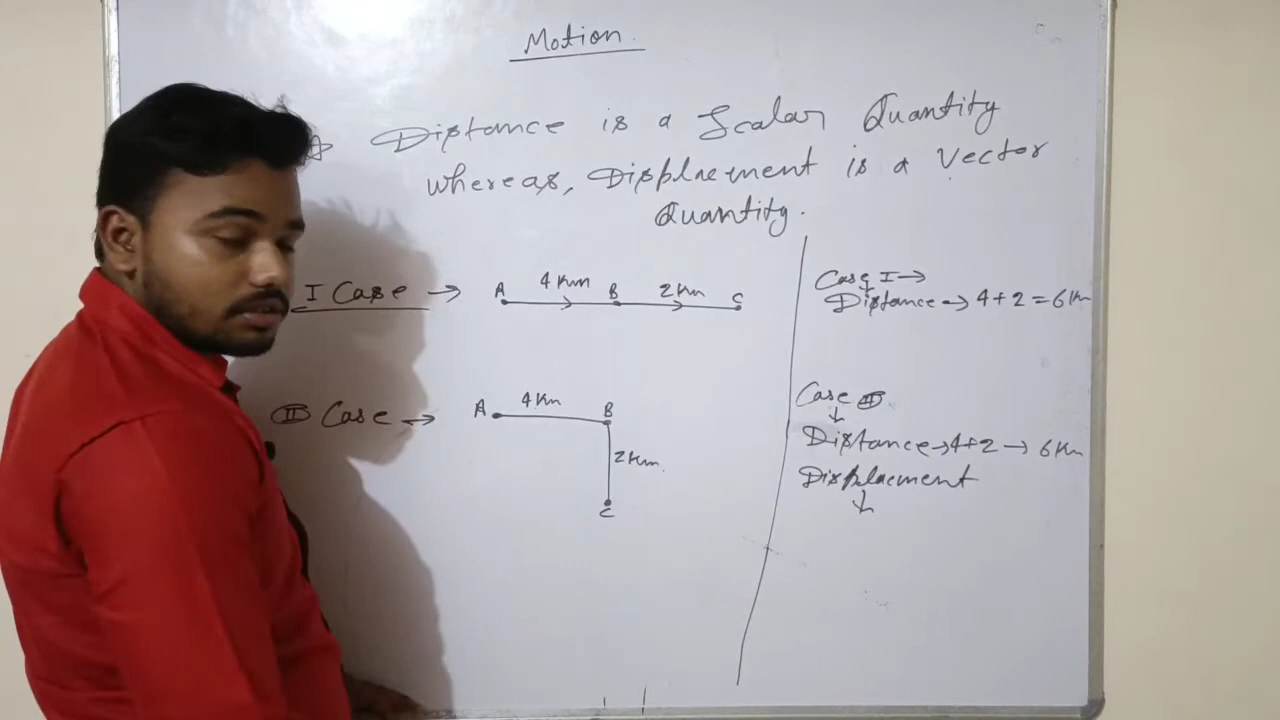 Motion.
Distance is a Scalar Quantity
whereas, Displacement is a Vector
Quantity.
I Case → A 4 Km B 2 Km C
II Case → A 4 Km B
2 Km
C
Case I →
Distance → 4 + 2 = 6 Km
Case II
↓
Distance → 4+2 → 6 Km
Displacment
↓